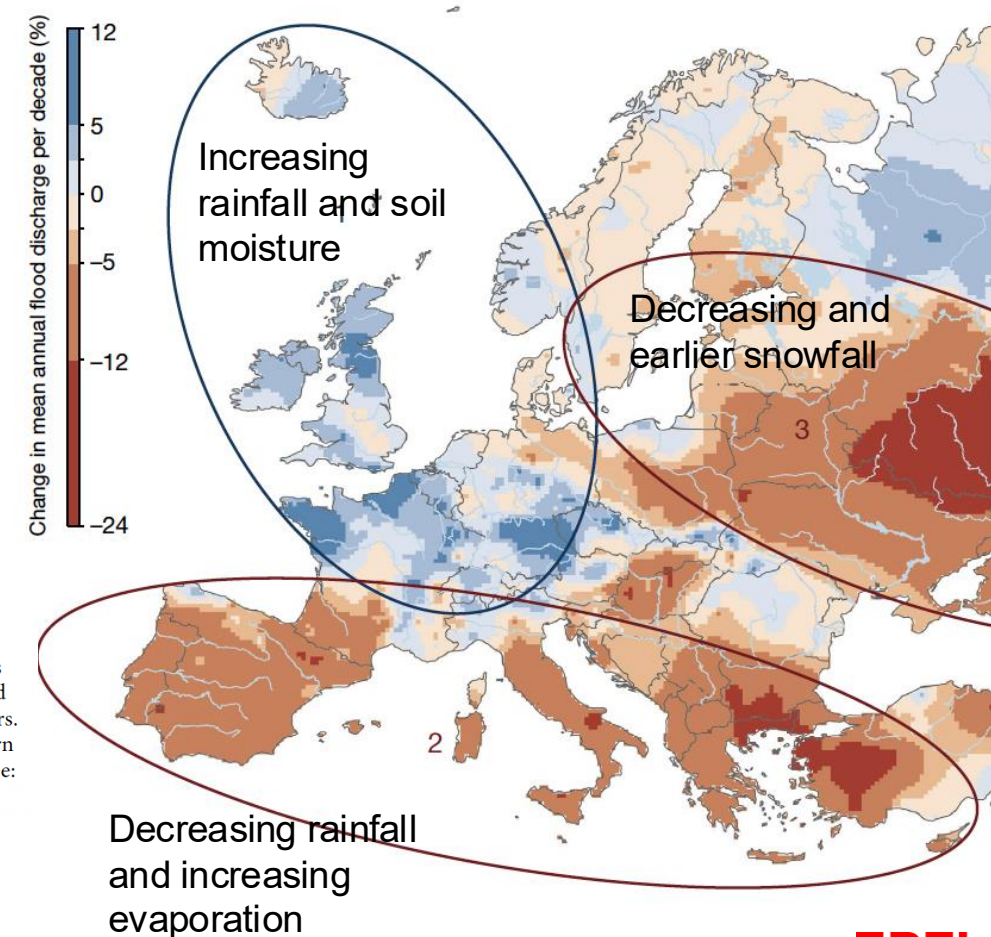 Change in mean annual flood discharge per decade (%)
12
5
0
–5
–12
–24
Increasing
rainfall and soil
moisture
Decreasing and
earlier snowfall
3
2
Decreasing rainfall
and increasing
evaporation
rs.
e: